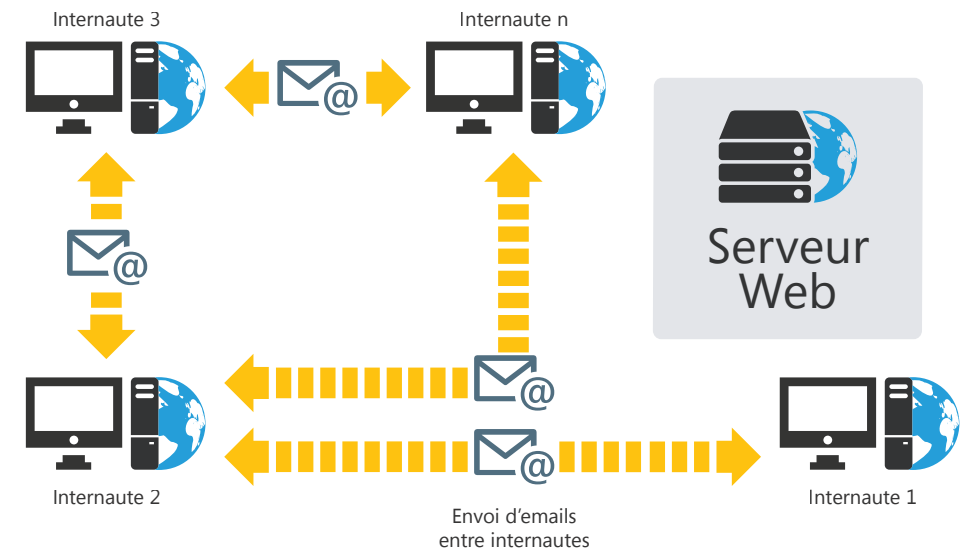 Internaute 3
Internaute n
Serveur
Web
Internaute 2
Internaute 1
Envoi d’emails
entre internautes